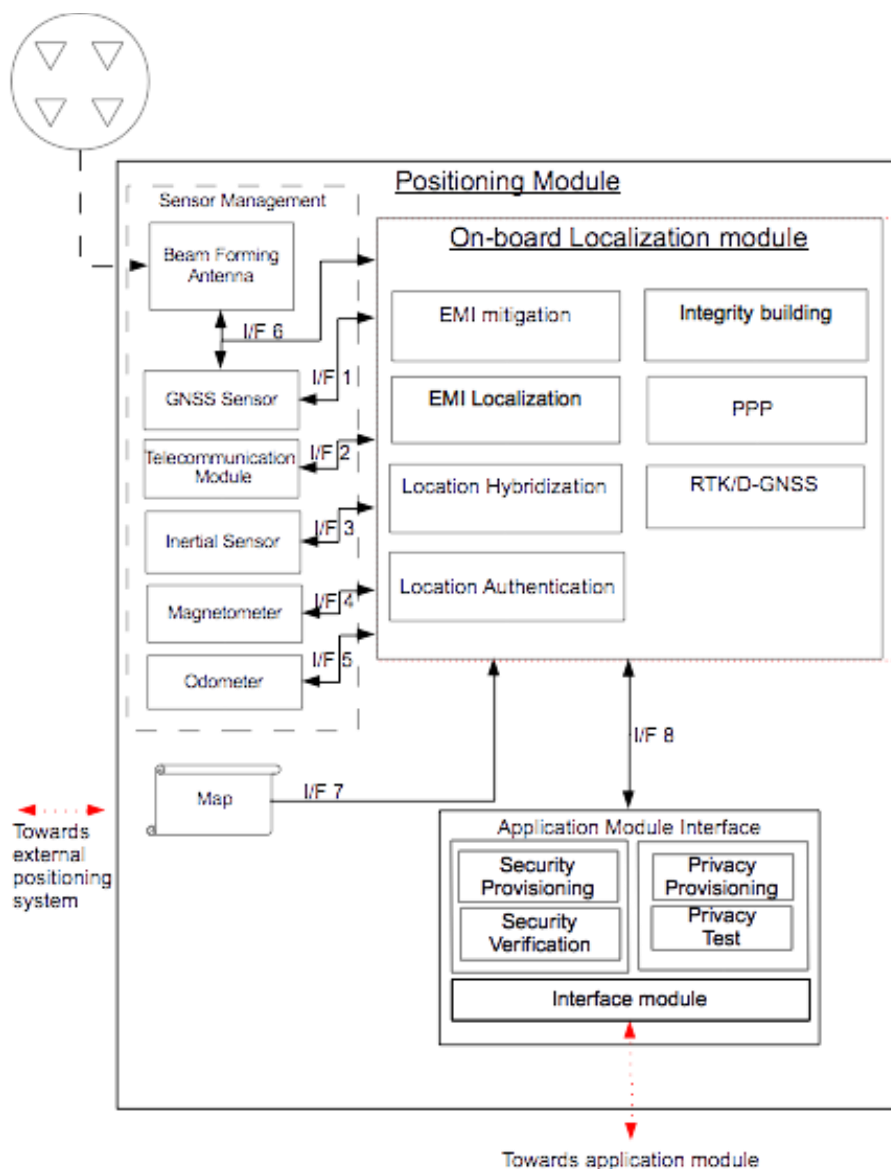 Positioning Module
Sensor Management
Beam Forming
Antenna
I/F 6
I/F 1
GNSS Sensor
I/F 2
Telecommunication
Module
I/F 3
Inertial Sensor
I/F 4
Magnetometer
I/F 5
Odometer
On-board Localization module
EMI mitigation
Integrity building
EMI Localization
PPP
Location Hybridization
RTK/D-GNSS
Location Authentication
Map
I/F 7
I/F 8
Towards
external
positioning
system
Application Module Interface
Security
Provisioning
Security
Verification
Privacy
Provisioning
Privacy
Test
Interface module
Towards application module